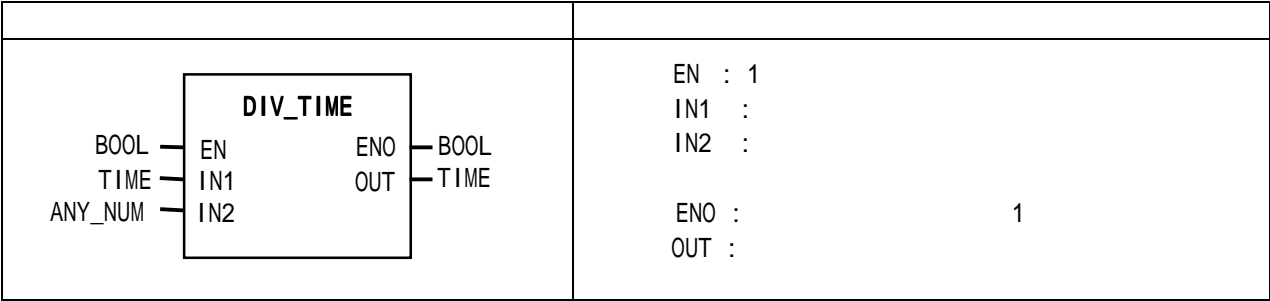 DIV_TIME
BOOL EN ENO BOOL
TIME IN1 OUT TIME
ANY_NUM IN2
EN : 1
IN1 :
IN2 :
ENO : 1
OUT :